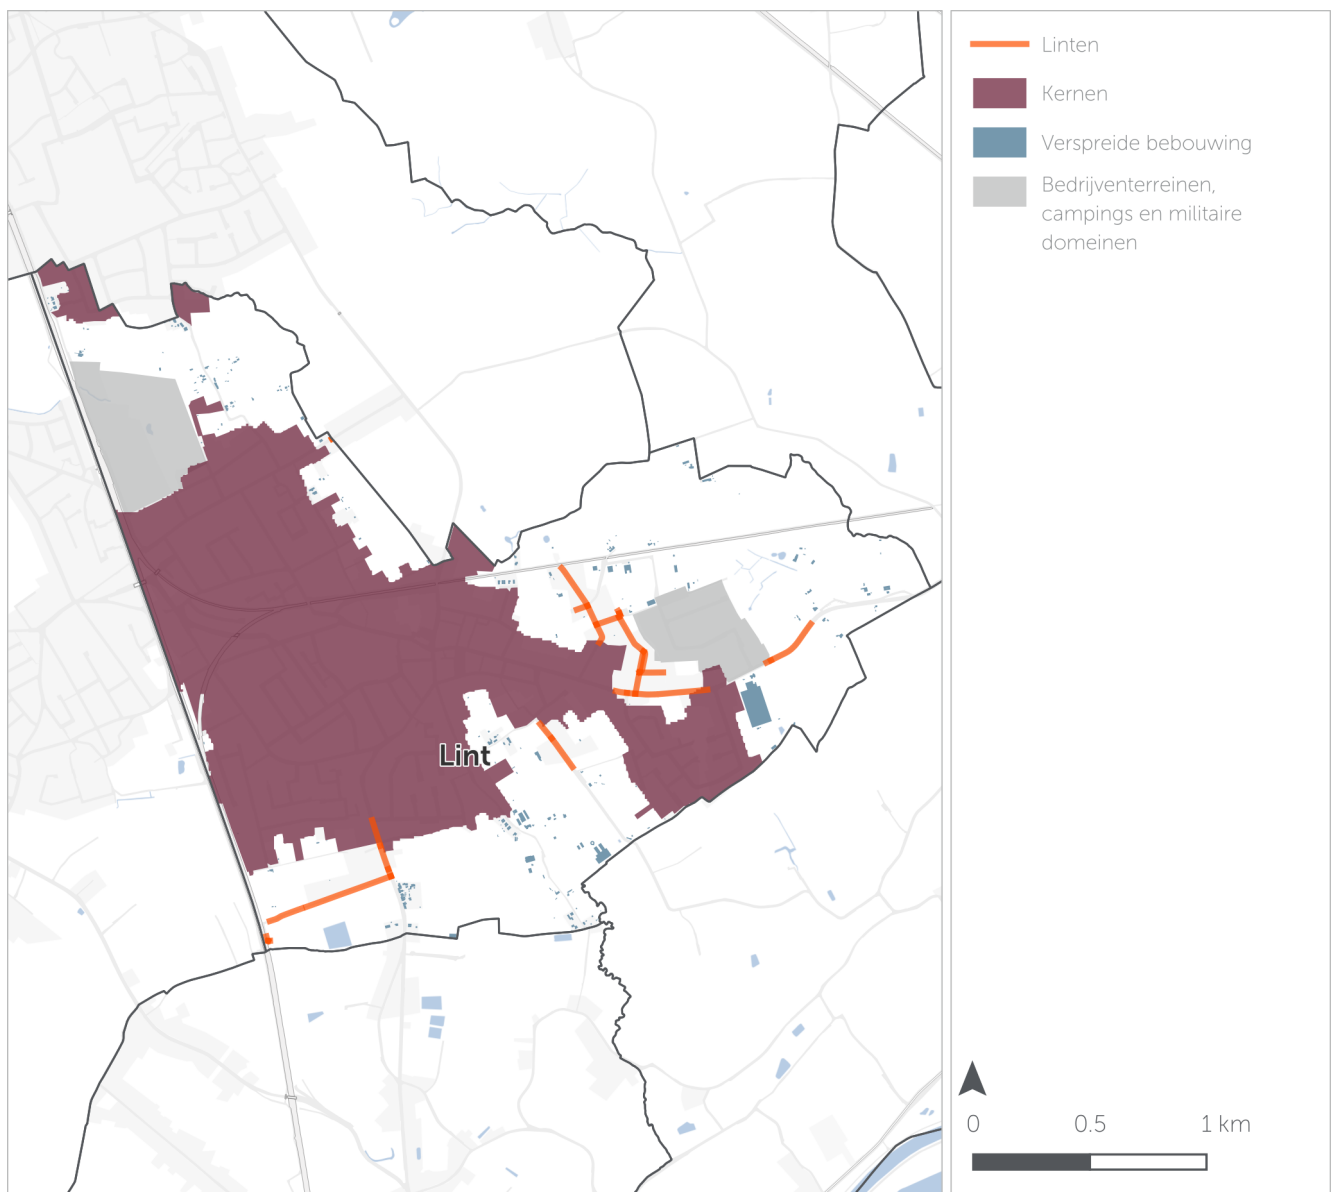 Linten
Kernen
Verspreide bebouwing
Bedrijventerreinen,
campings en militaire
domeinen
Lint
0 0.5 1 km